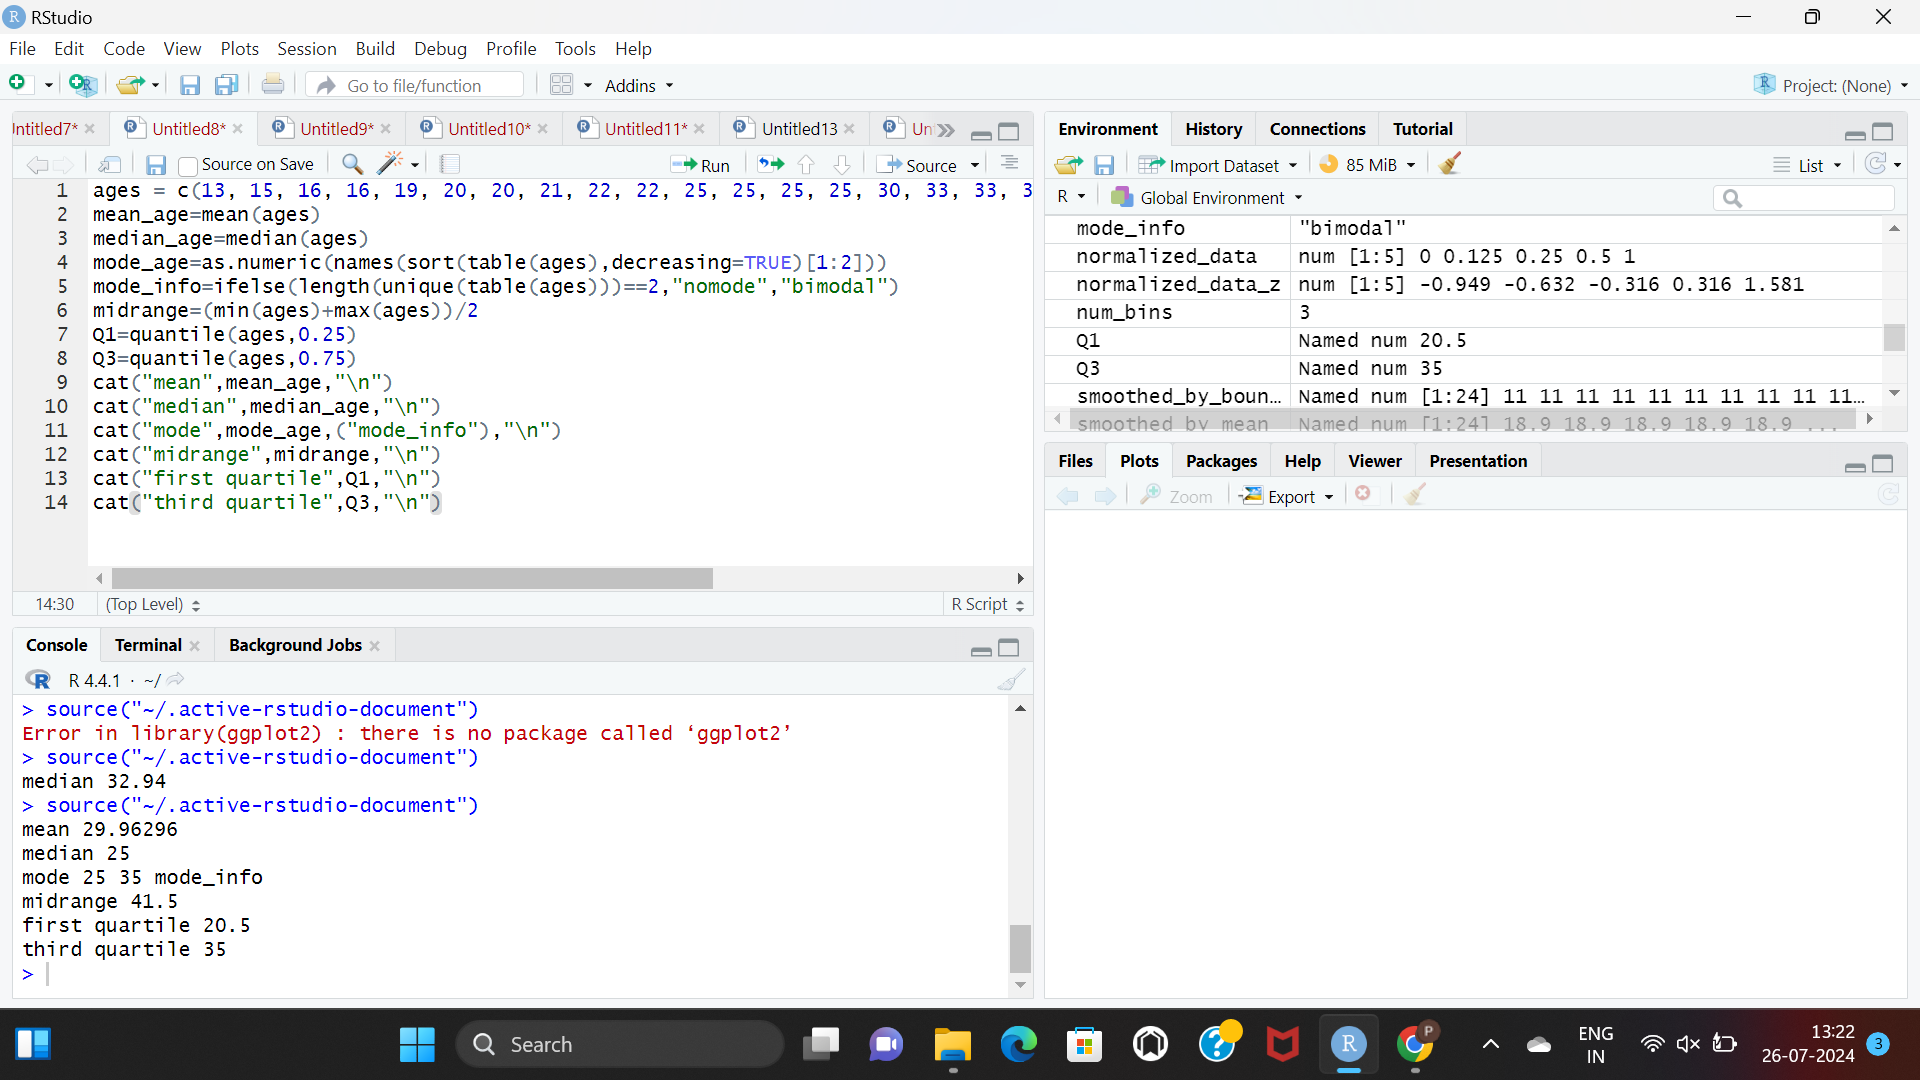 RStudio
File Edit Code View Plots Session Build Debug Profile Tools Help
Go to file/function Addins Project: (None)
Intitled7* Untitled8* Untitled9* Untitled10* Untitled11* Untitled13 Un
Source on Save Run Source
1 ages = c(13, 15, 16, 16, 19, 20, 20, 21, 22, 22, 25, 25, 25, 25, 30, 33, 33, 3
2 mean_age=mean(ages)
3 median_age=median(ages)
4 mode_age=as.numeric(names(sort(table(ages),decreasing=TRUE)[1:2]))
5 mode_info=ifelse(length(unique(table(ages)))==2,"nomode","bimodal")
6 midrange=(min(ages)+max(ages))/2
7 Q1=quantile(ages,0.25)
8 Q3=quantile(ages,0.75)
9 cat("mean",mean_age,"\n")
10 cat("median",median_age,"\n")
11 cat("mode",mode_age,("mode_info"),"\n")
12 cat("midrange",midrange,"\n")
13 cat("first quartile",Q1,"\n")
14 cat("third quartile",Q3,"\n")
14:30 (Top Level) R Script
Console Terminal Background Jobs
R 4.4.1 · ~/
> source("~/.active-rstudio-document")
Error in library(ggplot2) : there is no package called ‘ggplot2’
> source("~/.active-rstudio-document")
median 32.94
> source("~/.active-rstudio-document")
mean 29.96296
median 25
mode 25 35 mode_info
midrange 41.5
first quartile 20.5
third quartile 35
>
Environment History Connections Tutorial
Import Dataset 85 MiB List
R Global Environment
mode_info "bimodal"
normalized_data num [1:5] 0 0.125 0.25 0.5 1
normalized_data_z num [1:5] -0.949 -0.632 -0.316 0.316 1.581
num_bins 3
Q1 Named num 20.5
Q3 Named num 35
smoothed_by_boun… Named num [1:24] 11 11 11 11 11 11 11 11 11 11…
smoothed by mean Named num [1:24] 18.9 18.9 18.9 18.9 18.9 ...
Files Plots Packages Help Viewer Presentation
Zoom Export
Search
ENG
IN
13:22
26-07-2024
3